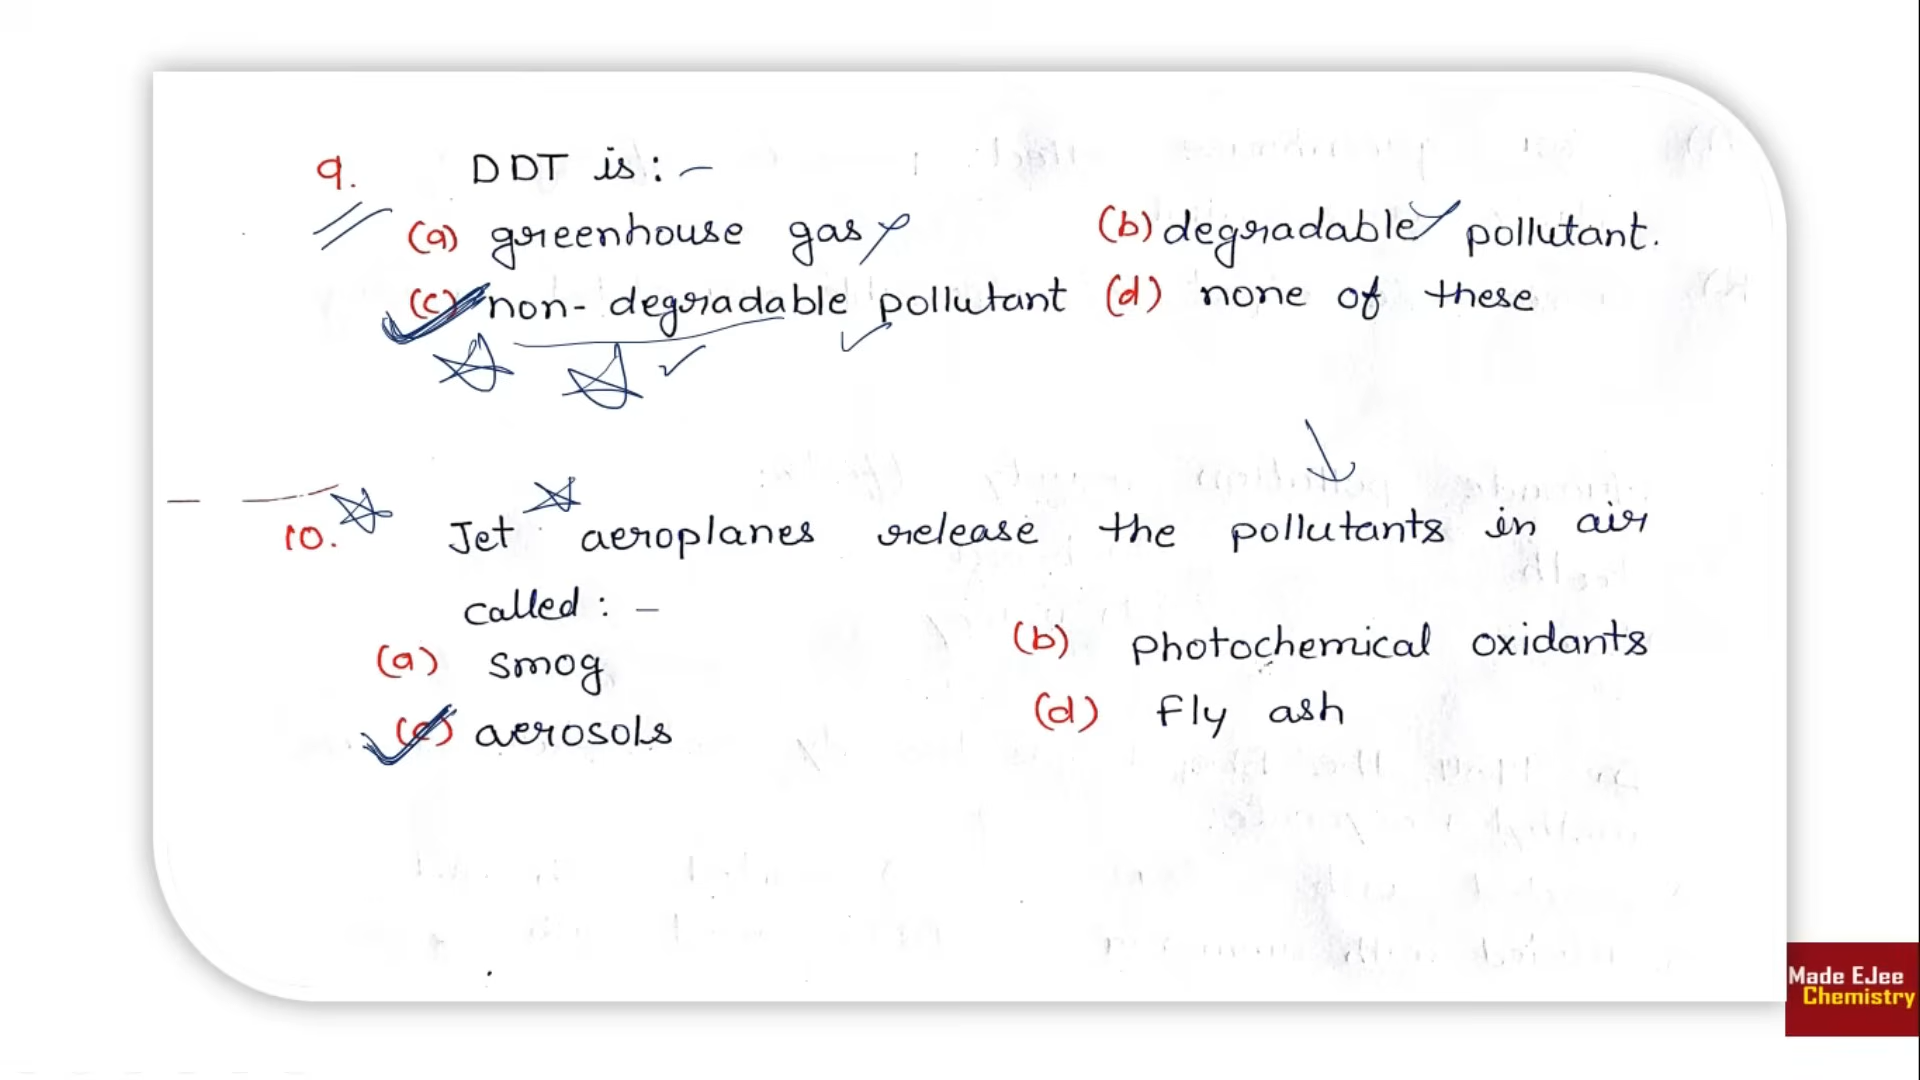 9. DDT is : -
(a) greenhouse gas (b) degradable pollutant.
(c) non-degradable pollutant (d) none of these
10. Jet aeroplanes release the pollutants in air
called : -
(a) smog (b) photochemical oxidants
(c) aerosols (d) fly ash
Made EJee
Chemistry